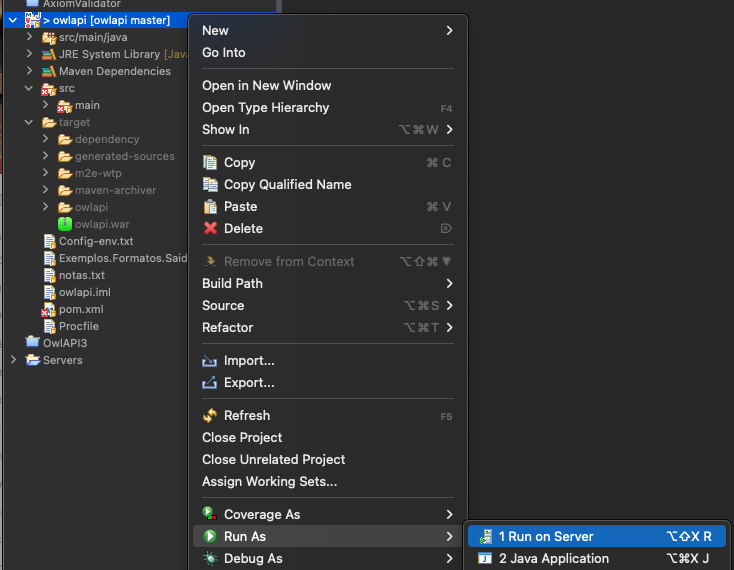 AxiomValidator
> owlapi [owlapi master]
src/main/java
JRE System Library [Jav
Maven Dependencies
src
main
target
dependency
generated-sources
m2e-wtp
maven-archiver
owlapi
owlapi.war
Config-env.txt
Exemplos.Formatos.Said
notas.txt
owlapi.iml
pom.xml
Procfile
OwlAPI3
Servers
New
Go Into
Open in New Window
Open Type Hierarchy F4
Show In ⌥⌘W
Copy ⌘C
Copy Qualified Name
Paste ⌘V
Delete ⌦
Remove from Context ⌥⇧⌘▼
Build Path
Source ⌥⌘S
Refactor ⌥⌘T
Import...
Export...
Refresh F5
Close Project
Close Unrelated Project
Assign Working Sets...
Coverage As
Run As
Debug As
1 Run on Server ⌥⇧X R
2 Java Application ⌥⌘X J